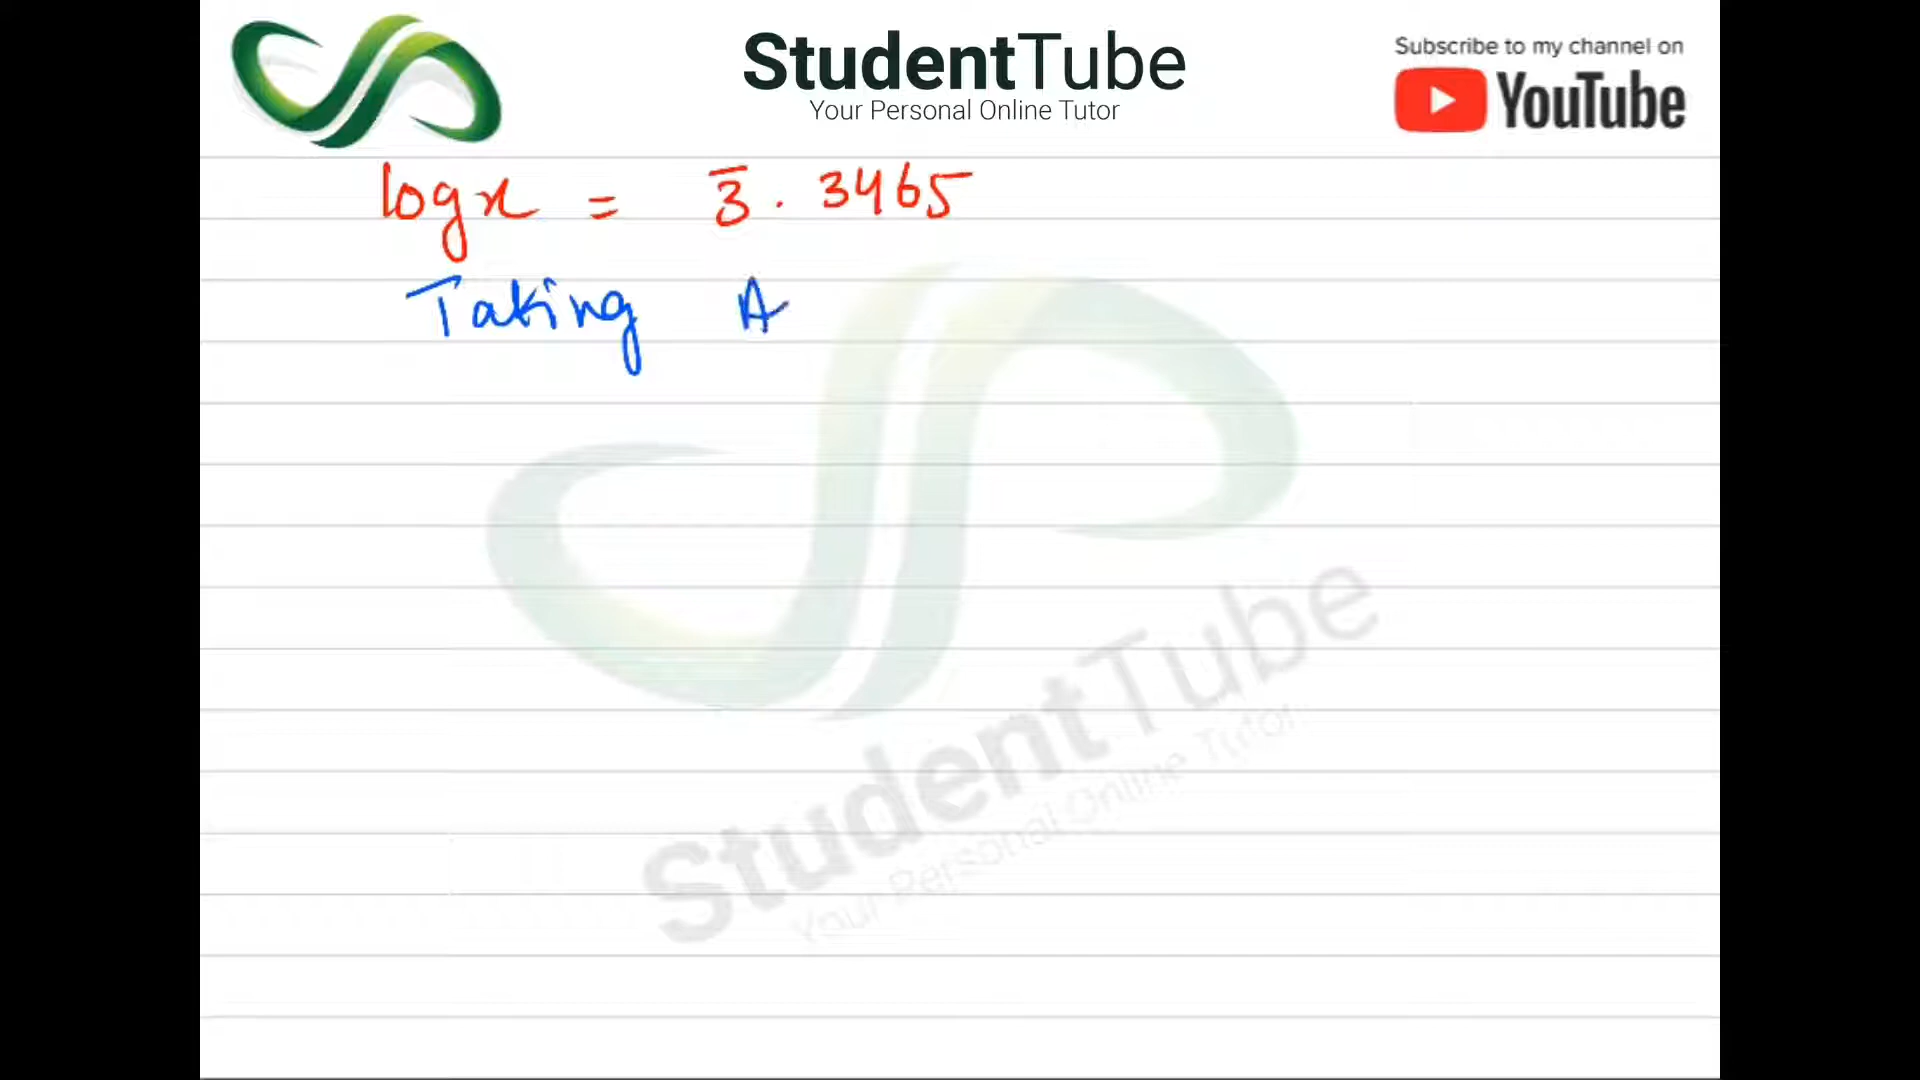 StudentTube
Your Personal Online Tutor
Subscribe to my channel on
YouTube
log x = 3̄ . 3465
Taking A
StudentTube
Your Personal Online Tutor